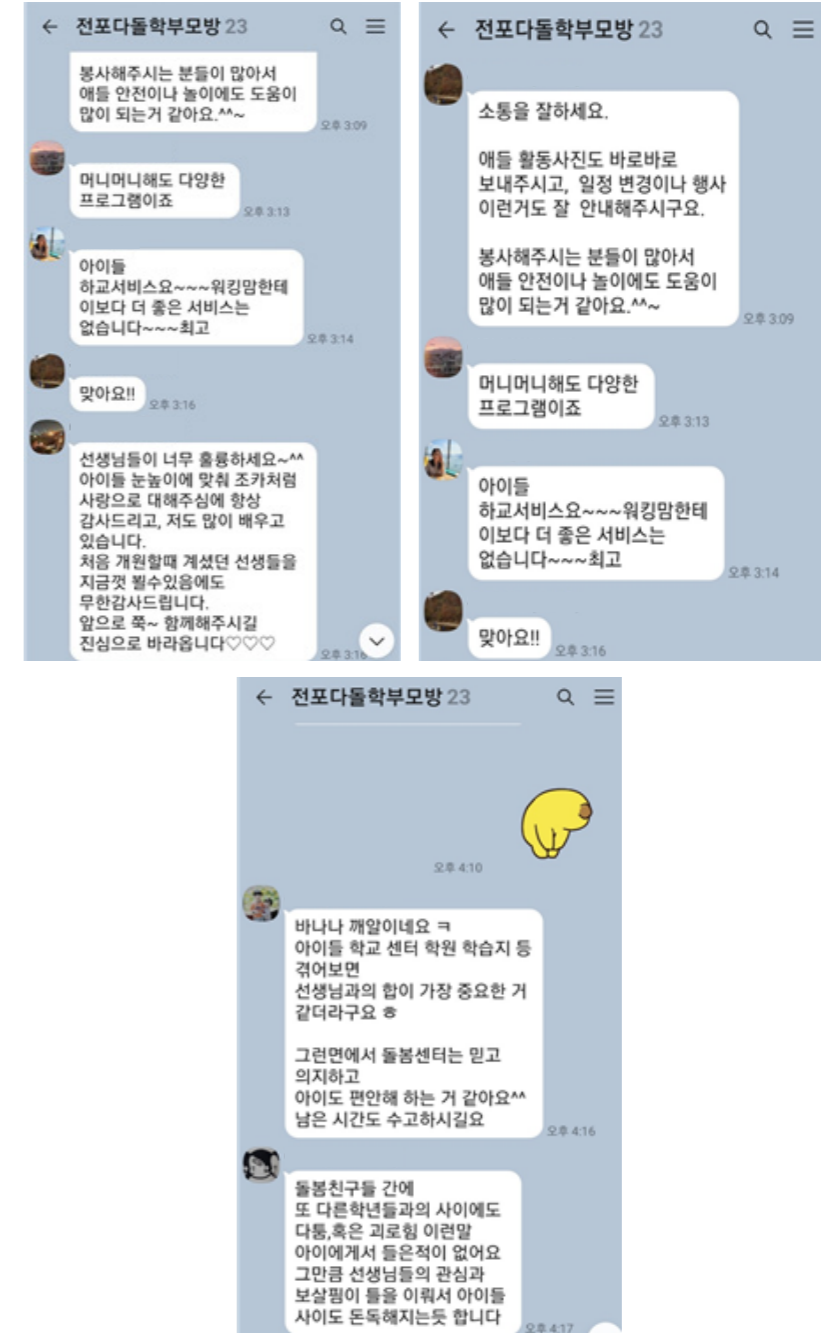 전포다돌학부모방 23
봉사해주시는 분들이 많아서
애들 안전이나 놀이에도 도움이
많이 되는거 같아요.^^~
오후 3:09
머니머니해도 다양한
프로그램이죠
오후 3:13
아이들
하교서비스요~~~워킹맘한테
이보다 더 좋은 서비스는
없습니다~~~최고
오후 3:14
맞아요!!
오후 3:16
선생님들이 너무 훌륭하세요~^^
아이들 눈높이에 맞춰 조카처럼
사랑으로 대해주심에 항상
감사드리고, 저도 많이 배우고
있습니다.
처음 개원할때 계셨던 선생들을
지금껏 뵐수있음에도
무한감사드립니다.
앞으로 쭉~ 함께해주시길
진심으로 바라옵니다♡♡♡
오후 3:16
전포다돌학부모방 23
소통을 잘하세요.
애들 활동사진도 바로바로
보내주시고, 일정 변경이나 행사
이런거도 잘 안내해주시구요.
봉사해주시는 분들이 많아서
애들 안전이나 놀이에도 도움이
많이 되는거 같아요.^^~
오후 3:09
머니머니해도 다양한
프로그램이죠
오후 3:13
아이들
하교서비스요~~~워킹맘한테
이보다 더 좋은 서비스는
없습니다~~~최고
오후 3:14
맞아요!!
오후 3:16
전포다돌학부모방 23
오후 4:10
바나나 깨알이네요 ㅋ
아이들 학교 센터 학원 학습지 등
겪어보면
선생님과의 합이 가장 중요한 거
같더라구요 ㅎ
그런면에서 돌봄센터는 믿고
의지하고
아이도 편안해 하는 거 같아요^^
남은 시간도 수고하시길요
오후 4:16
돌봄친구들 간에
또 다른학년들과의 사이에도
다툼,혹은 괴로힘 이런말
아이에게서 들은적이 없어요
그만큼 선생님들의 관심과
보살핌이 틀을 이뤄서 아이들
사이도 돈독해지는듯 합니다
오후 4:17